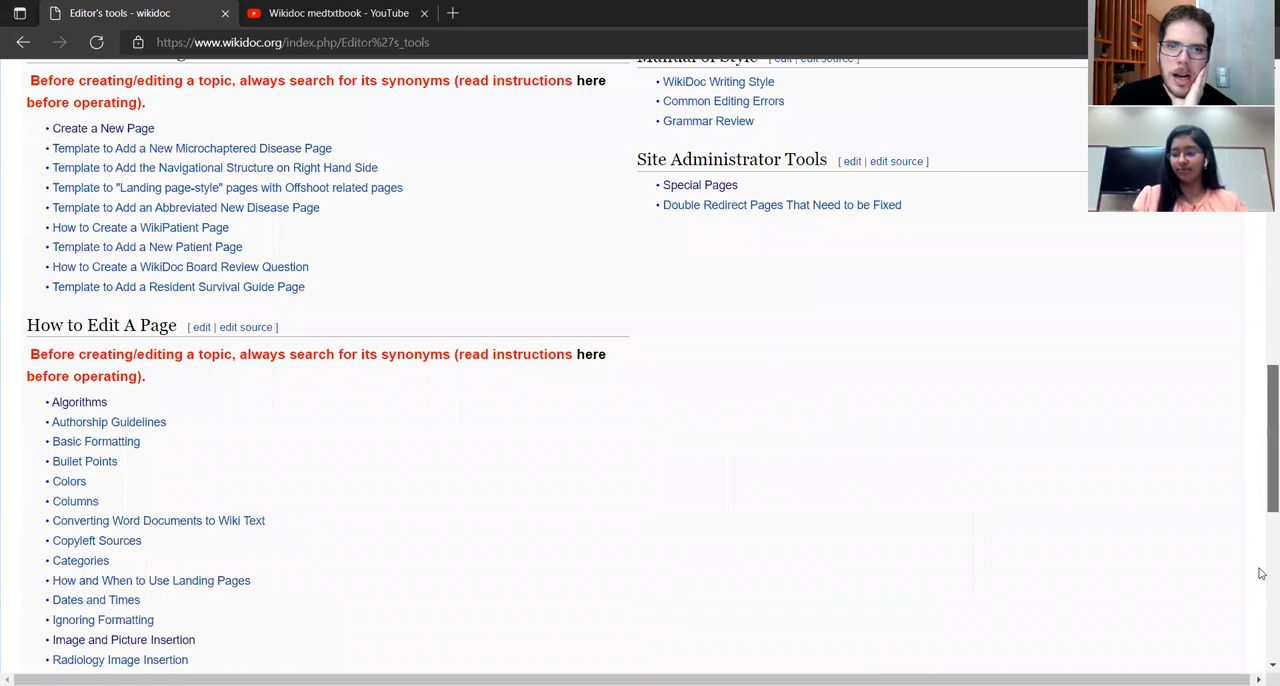 Editor's tools - wikidoc
Wikidoc medtxtbook - YouTube
https://www.wikidoc.org/index.php/Editor%27s_tools
Before creating/editing a topic, always search for its synonyms (read instructions here
before operating).
• Create a New Page
• Template to Add a New Microchaptered Disease Page
• Template to Add the Navigational Structure on Right Hand Side
• Template to "Landing page-style" pages with Offshoot related pages
• Template to Add an Abbreviated New Disease Page
• How to Create a WikiPatient Page
• Template to Add a New Patient Page
• How to Create a WikiDoc Board Review Question
• Template to Add a Resident Survival Guide Page
How to Edit A Page [ edit | edit source ]
Before creating/editing a topic, always search for its synonyms (read instructions here
before operating).
• Algorithms
• Authorship Guidelines
• Basic Formatting
• Bullet Points
• Colors
• Columns
• Converting Word Documents to Wiki Text
• Copyleft Sources
• Categories
• How and When to Use Landing Pages
• Dates and Times
• Ignoring Formatting
• Image and Picture Insertion
• Radiology Image Insertion
Manual of Style [ edit | edit source ]
• WikiDoc Writing Style
• Common Editing Errors
• Grammar Review
Site Administrator Tools [ edit | edit source ]
• Special Pages
• Double Redirect Pages That Need to be Fixed